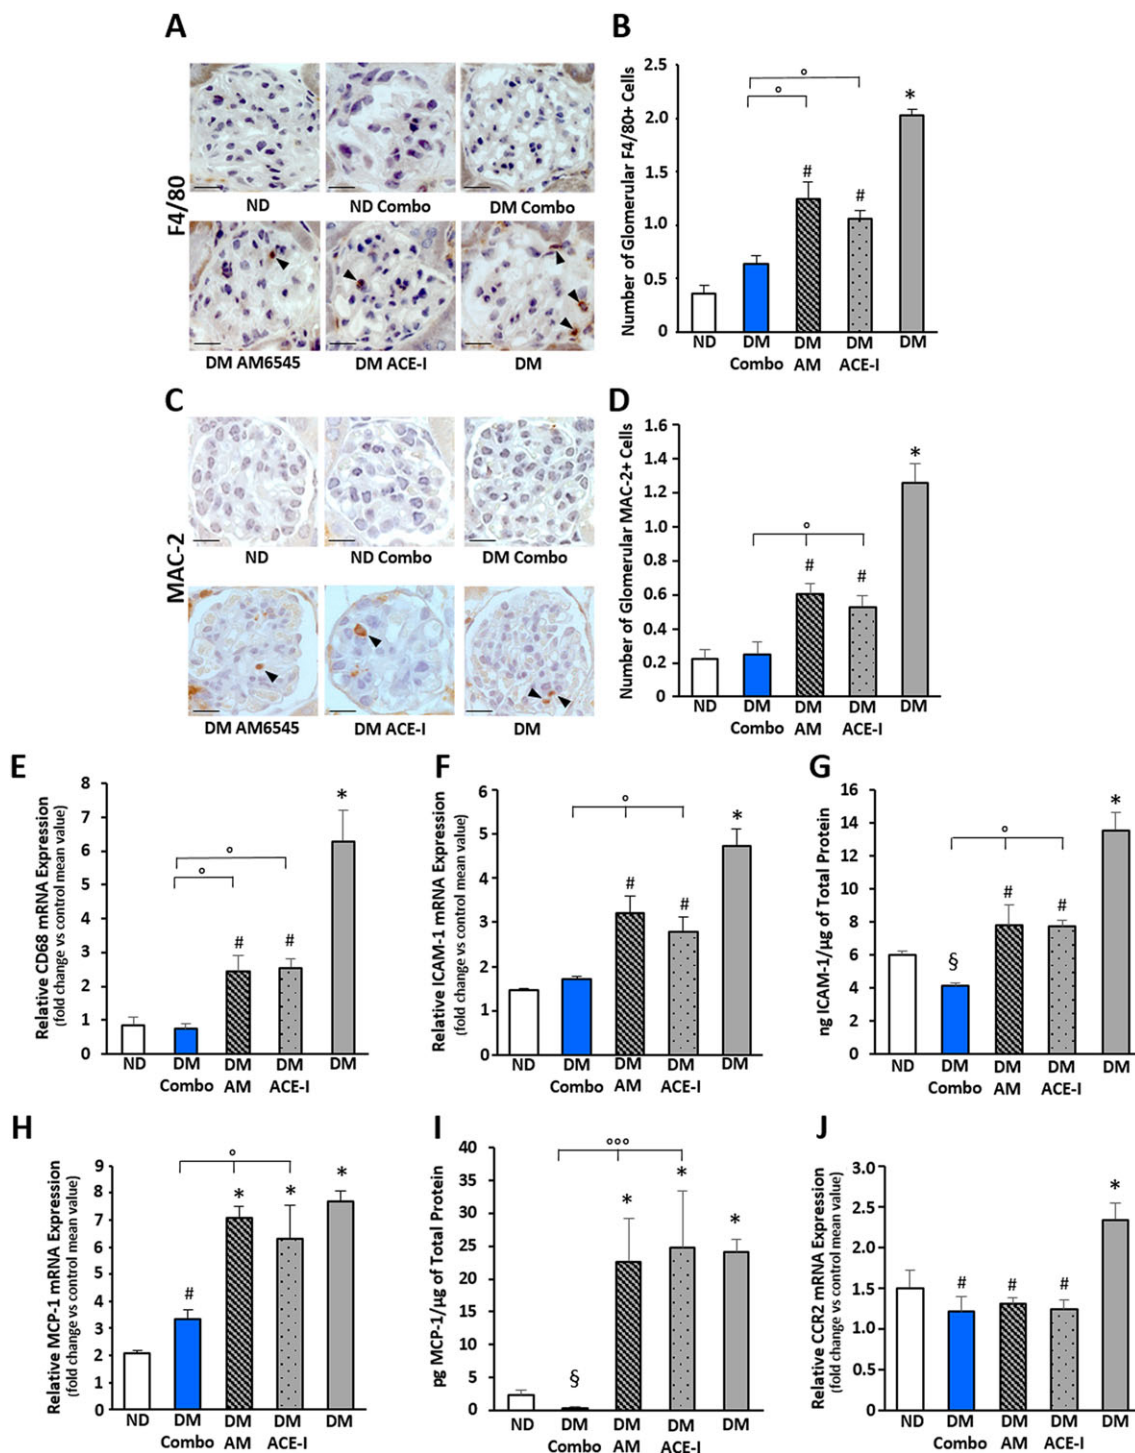 A
F4/80
ND
ND Combo
DM Combo
DM AM6545
DM ACE-I
DM
B
Number of Glomerular F4/80+ Cells
2.5
2.0
1.5
1.0
0.5
0
°
°
#
#
*
ND
DM
DM
DM
DM
Combo
AM
ACE-I
C
MAC-2
ND
ND Combo
DM Combo
DM AM6545
DM ACE-I
DM
D
Number of Glomerular MAC-2+ Cells
1.6
1.4
1.2
1.0
0.8
0.6
0.4
0.2
0
°
#
#
*
ND
DM
DM
DM
DM
Combo
AM
ACE-I
E
Relative CD68 mRNA Expression
(fold change vs control mean value)
8
7
6
5
4
3
2
1
0
°
°
#
#
*
ND
DM
DM
DM
DM
Combo
AM
ACE-I
F
Relative ICAM-1 mRNA Expression
(fold change vs control mean value)
6
5
4
3
2
1
0
°
#
#
*
ND
DM
DM
DM
DM
Combo
AM
ACE-I
G
ng ICAM-1/µg of Total Protein
16
14
12
10
8
6
4
2
0
°
§
#
#
*
ND
DM
DM
DM
DM
Combo
AM
ACE-I
H
Relative MCP-1 mRNA Expression
(fold change vs control mean value)
9
8
7
6
5
4
3
2
1
0
°
#
*
*
*
ND
DM
DM
DM
DM
Combo
AM
ACE-I
I
pg MCP-1/µg of Total Protein
40
35
30
25
20
15
10
5
0
°°°
§
*
*
*
ND
DM
DM
DM
DM
Combo
AM
ACE-I
J
Relative CCR2 mRNA Expression
(fold change vs control mean value)
3.0
2.5
2.0
1.5
1.0
0.5
0.0
#
#
#
*
ND
DM
DM
DM
DM
Combo
AM
ACE-I